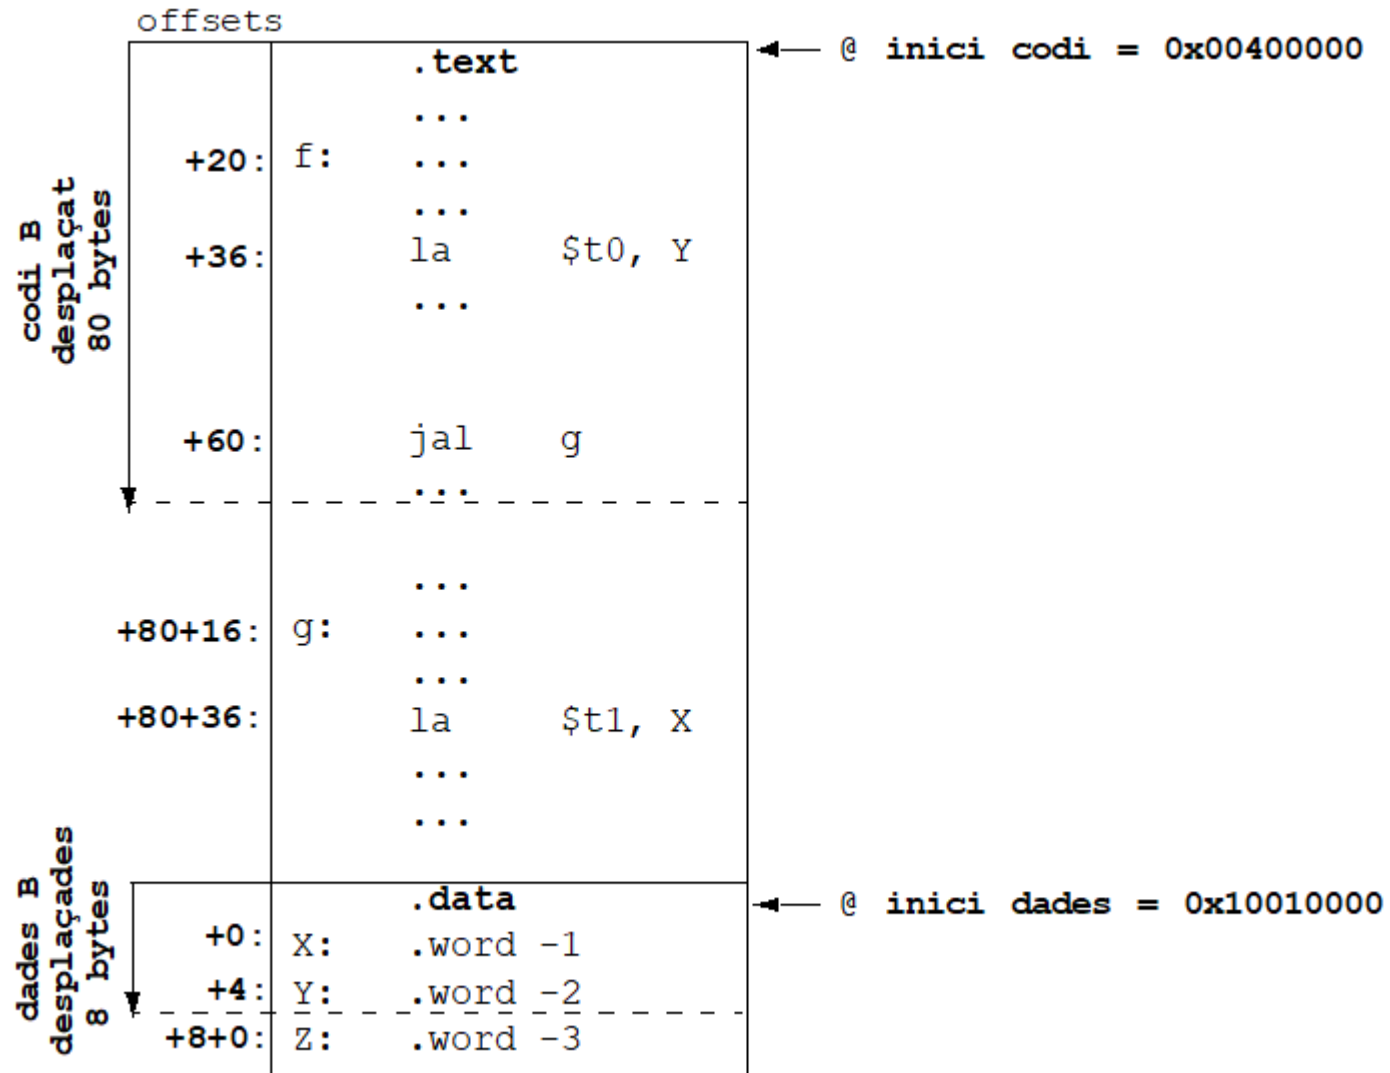 offsets
.text
@ inici codi = 0x00400000
...
+20: f: ...
...
+36: la $t0, Y
...
+60: jal g
...
codi B
desplaçat
80 bytes
...
+80+16: g: ...
...
+80+36: la $t1, X
...
...
.data
@ inici dades = 0x10010000
+0: X: .word -1
+4: Y: .word -2
+8+0: Z: .word -3
dades B
desplaçades
8 bytes